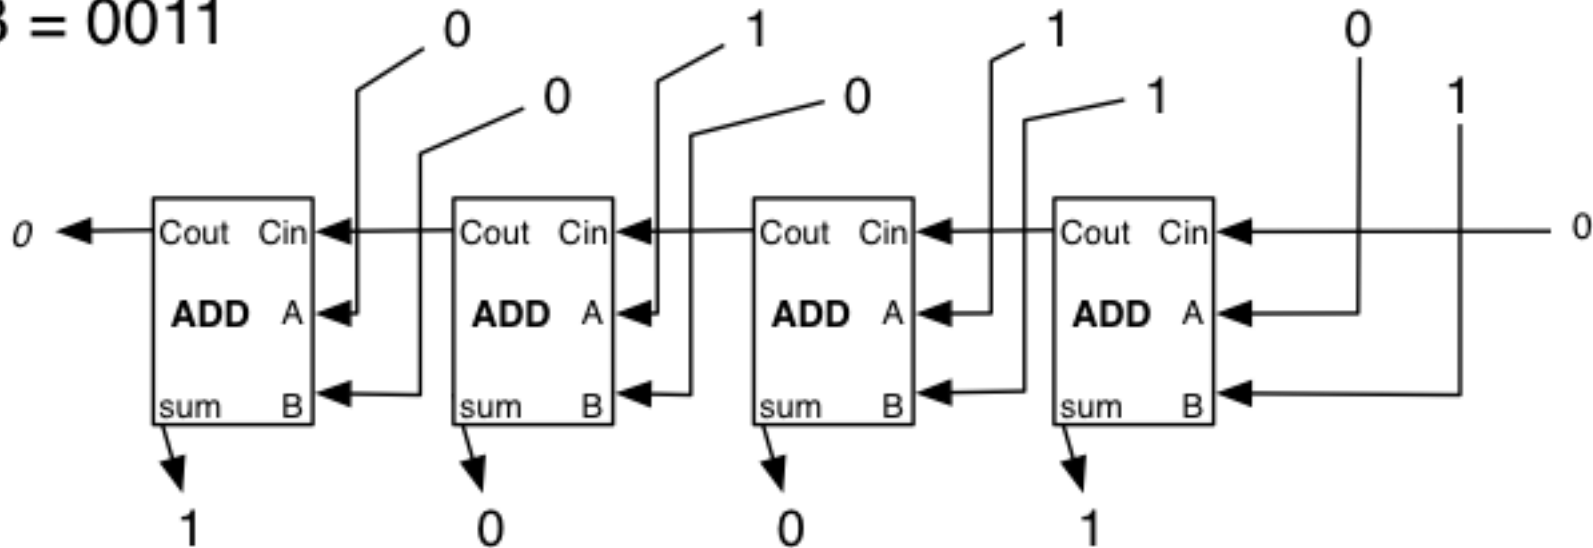 = 0011
0 1 1 0
0 0 1 1
0 Cout Cin Cout Cin Cout Cin Cout Cin 0
ADD A ADD A ADD A ADD A
sum B sum B sum B sum B
1 0 0 1